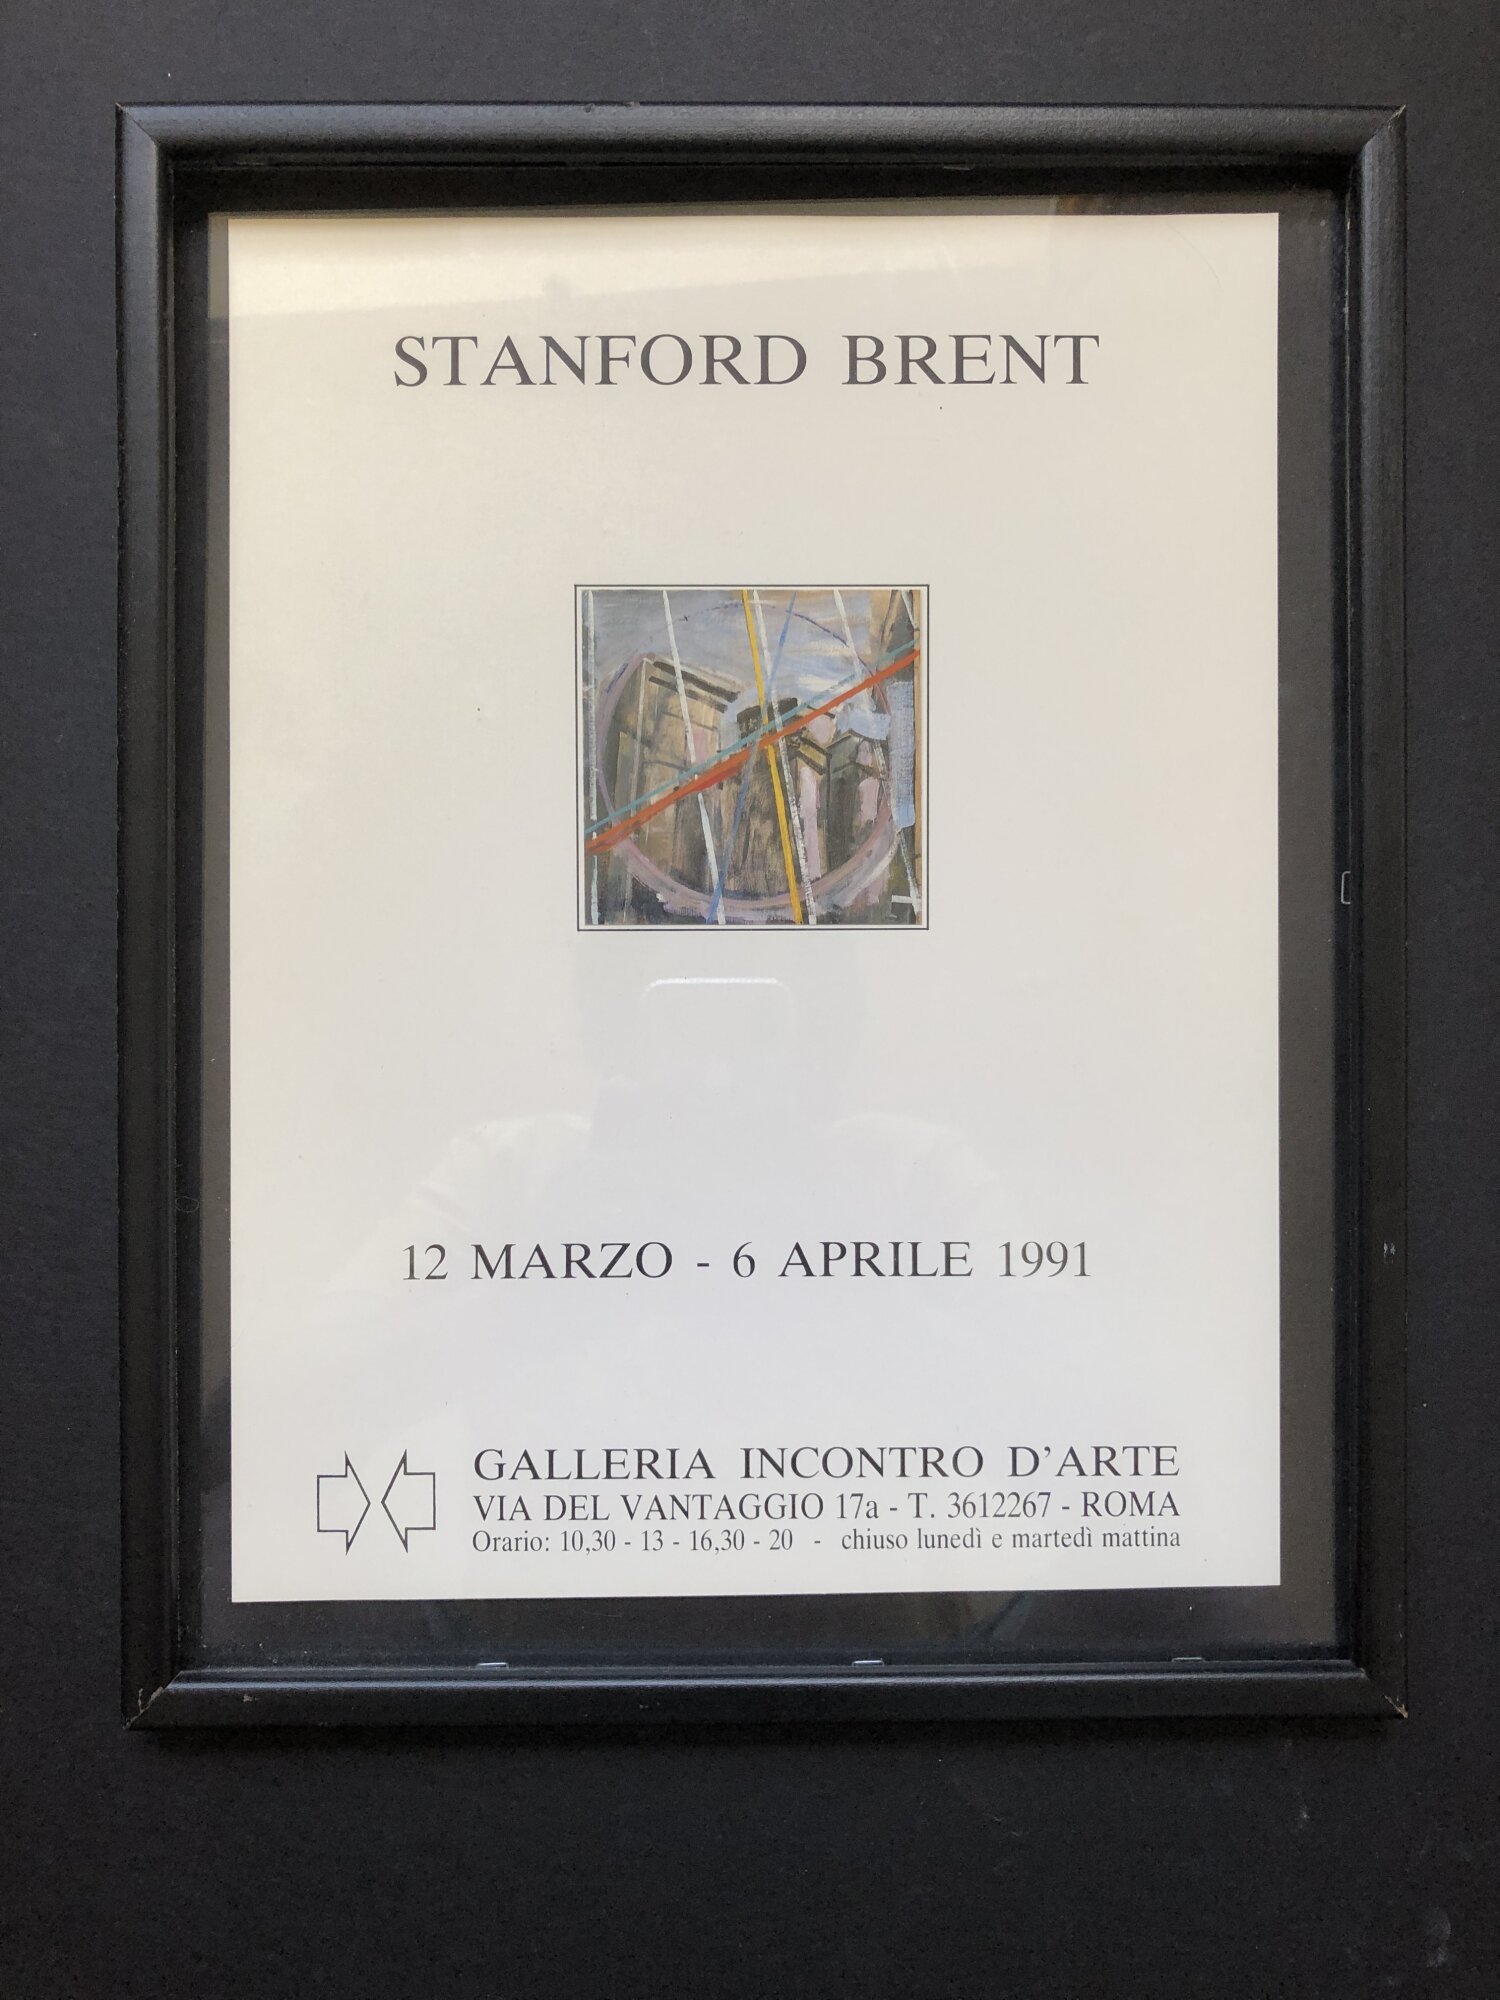 STANFORD BRENT
12 MARZO - 6 APRILE 1991
GALLERIA INCONTRO D'ARTE
VIA DEL VANTAGGIO 17a - T. 3612267 - ROMA
Orario: 10,30 - 13 - 16,30 - 20 - chiuso lunedì e martedì mattina